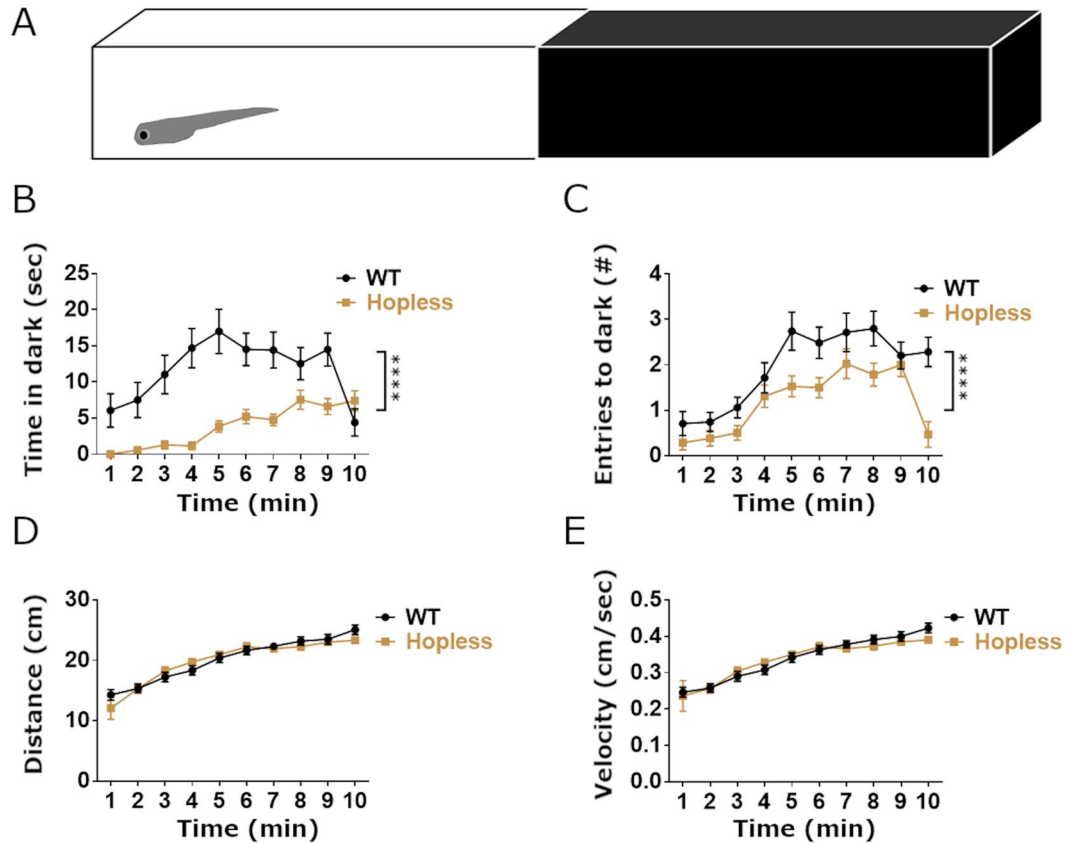 A
B
Time in dark (sec)
25
20
15
10
5
0
WT
Hopless
****
1 2 3 4 5 6 7 8 9 10
Time (min)
C
Entries to dark (#)
4
3
2
1
0
WT
Hopless
****
1 2 3 4 5 6 7 8 9 10
Time (min)
D
Distance (cm)
30
20
10
0
WT
Hopless
1 2 3 4 5 6 7 8 9 10
Time (min)
E
Velocity (cm/sec)
0.5
0.4
0.3
0.2
0.1
0.0
WT
Hopless
1 2 3 4 5 6 7 8 9 10
Time (min)